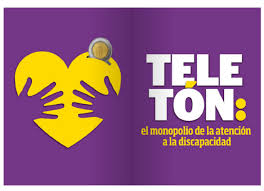 TELE
TÓN:
el monopolio de la atención
a la discapacidad